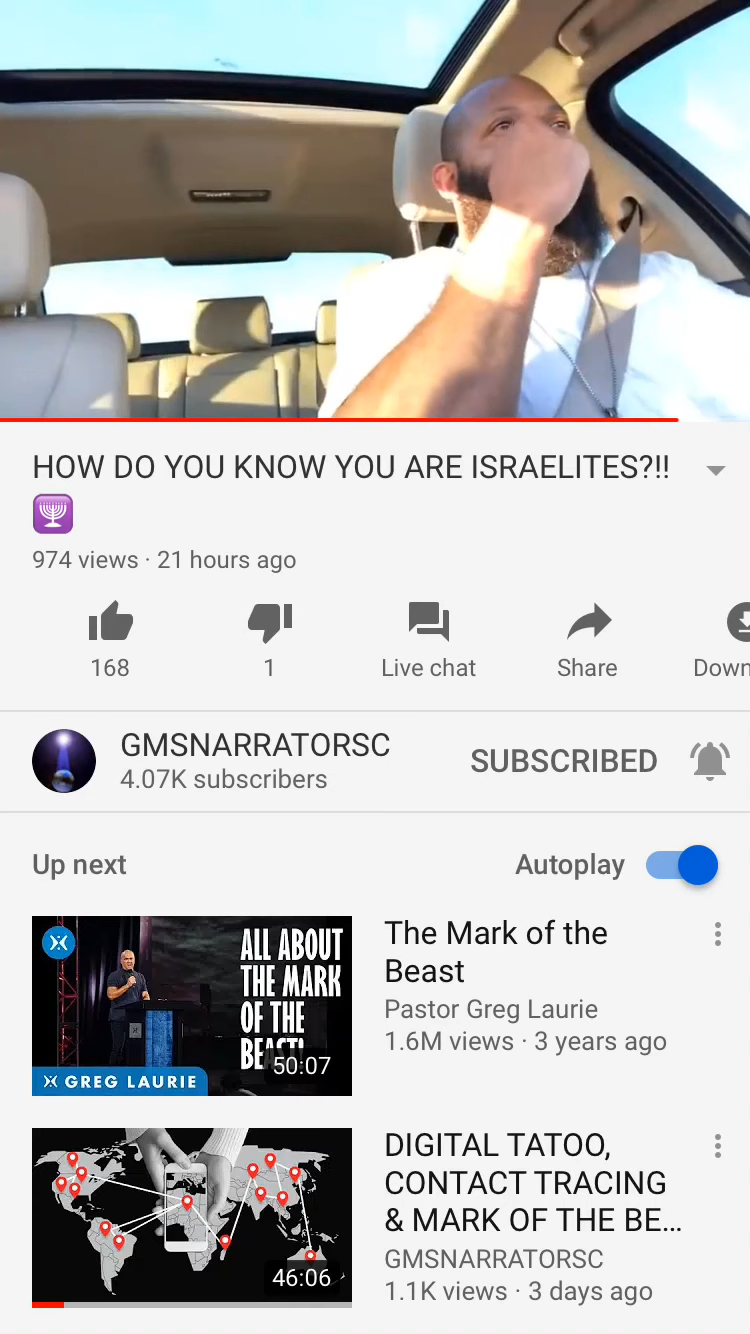 HOW DO YOU KNOW YOU ARE ISRAELITES?!!
974 views · 21 hours ago
168
1
Live chat
Share
Down
GMSNARRATORSC
4.07K subscribers
SUBSCRIBED
Up next
Autoplay
ALL ABOUT
THE MARK
OF THE
BEAST!
50:07
GREG LAURIE
The Mark of the
Beast
Pastor Greg Laurie
1.6M views · 3 years ago
46:06
DIGITAL TATOO,
CONTACT TRACING
& MARK OF THE BE...
GMSNARRATORSC
1.1K views · 3 days ago